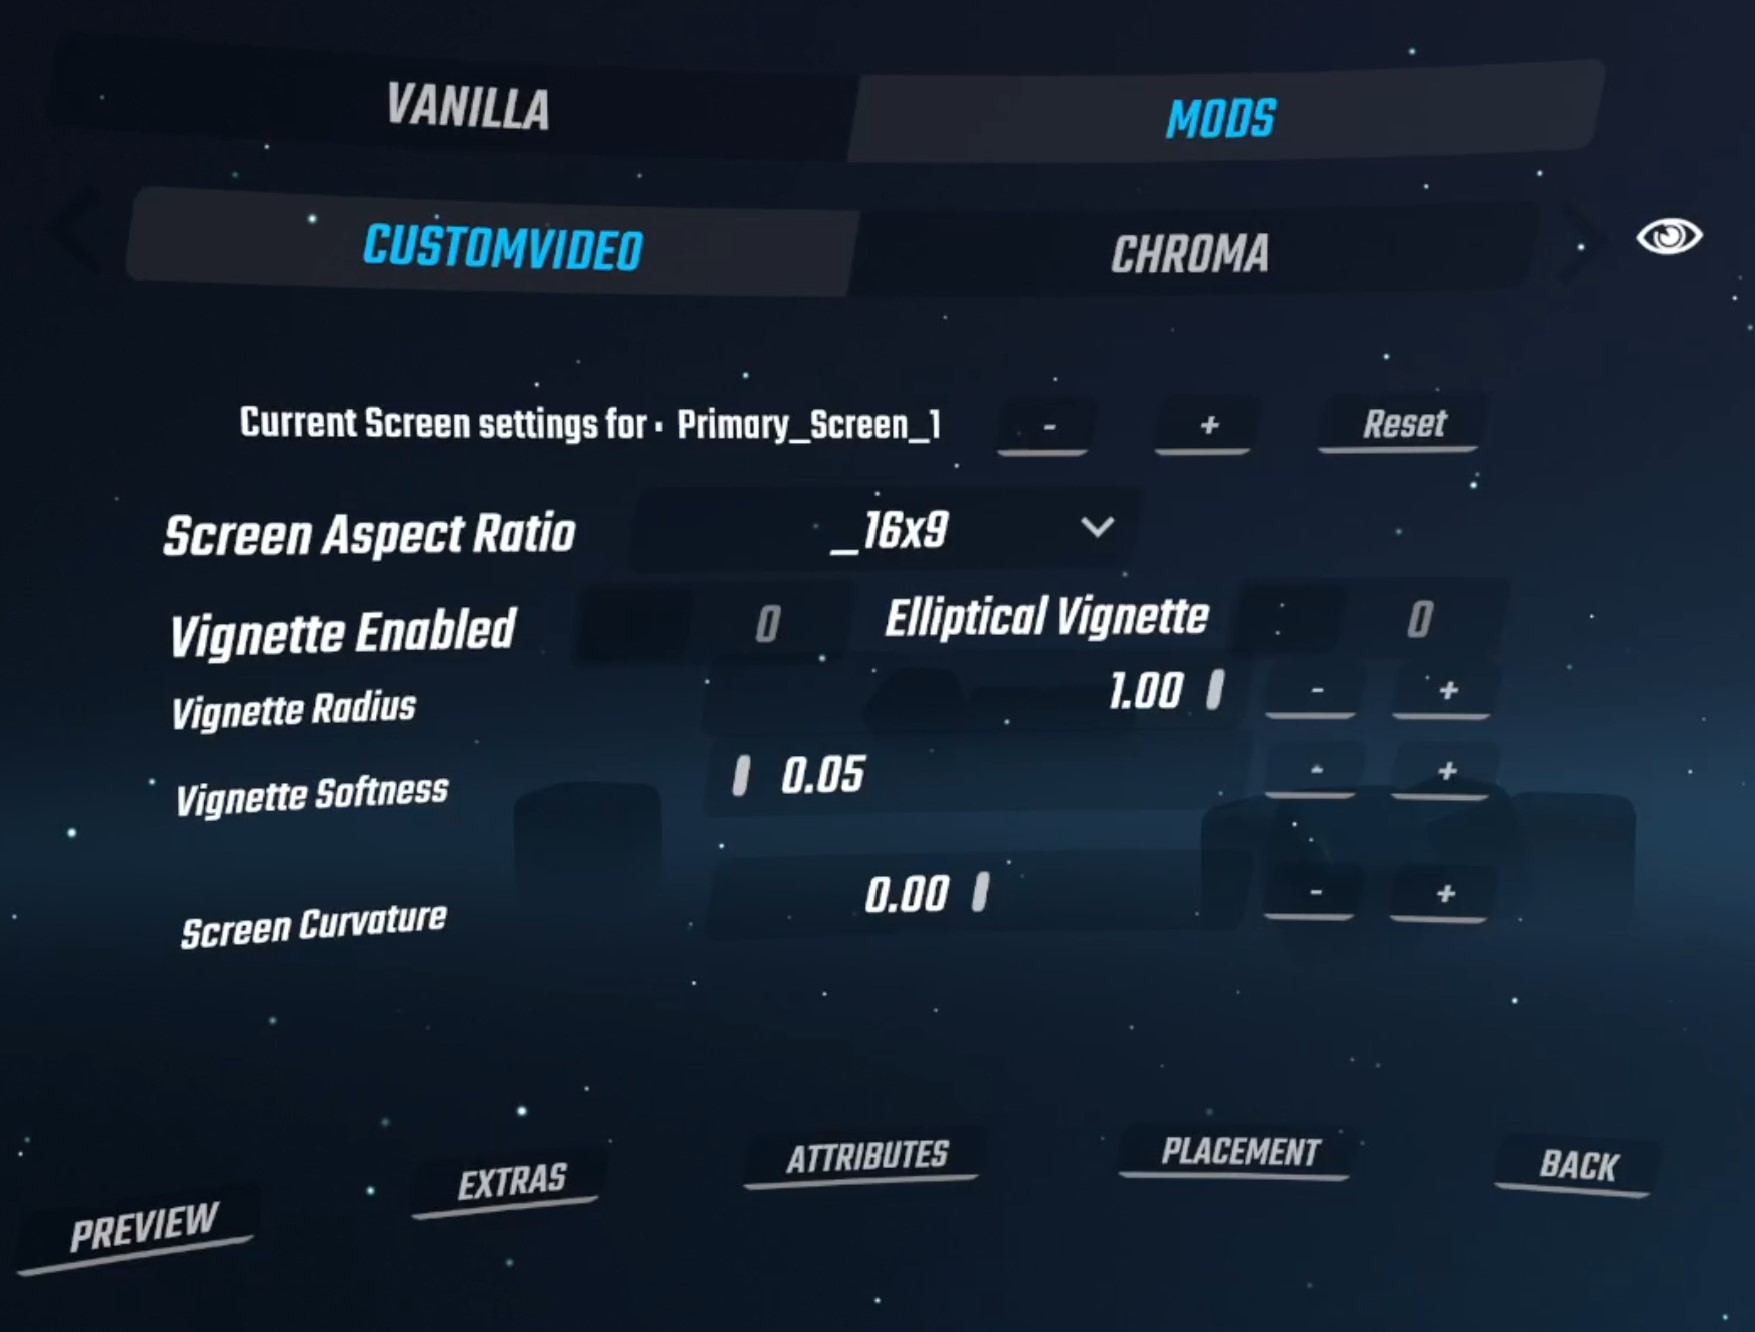 VANILLA MODS
CUSTOMVIDEO CHROMA
Current Screen settings for · Primary_Screen_1 - + Reset
Screen Aspect Ratio _16x9
Vignette Enabled 0 Elliptical Vignette 0
Vignette Radius 1.00 - +
Vignette Softness 0.05 - +
Screen Curvature 0.00 - +
PREVIEW EXTRAS ATTRIBUTES PLACEMENT BACK